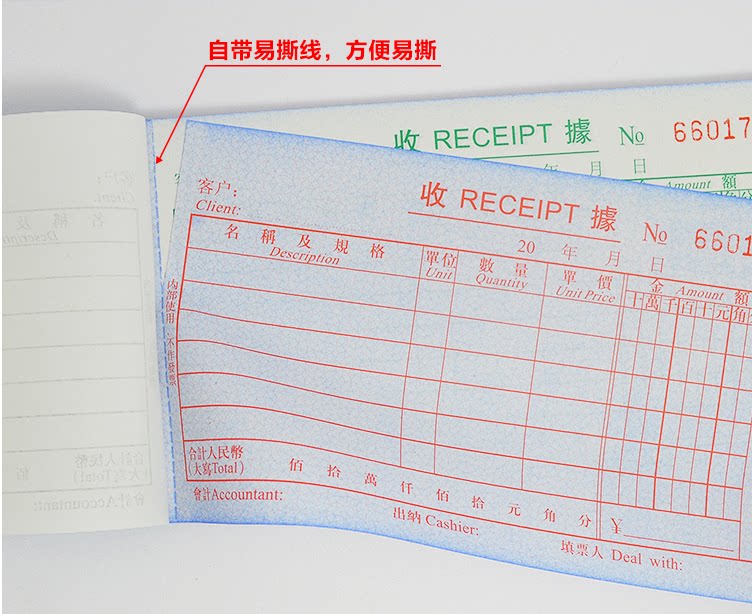 自带易撕线，方便易撕
收 RECEIPT 據 № 66017
年 月 日
Amount 額
收 RECEIPT 據 № 6601
客户：
Client:
20 年 月 日
名稱及規格 單位 數量 單價 金 Amount 額
Description Unit Quantity Unit Price 十萬千百十元角
内部使用 不作發票
合計人民幣
(大寫Total) 佰 拾 萬 仟 佰 拾 元 角 分 ¥
會計Accountant: 出納 Cashier: 填票人 Deal with: